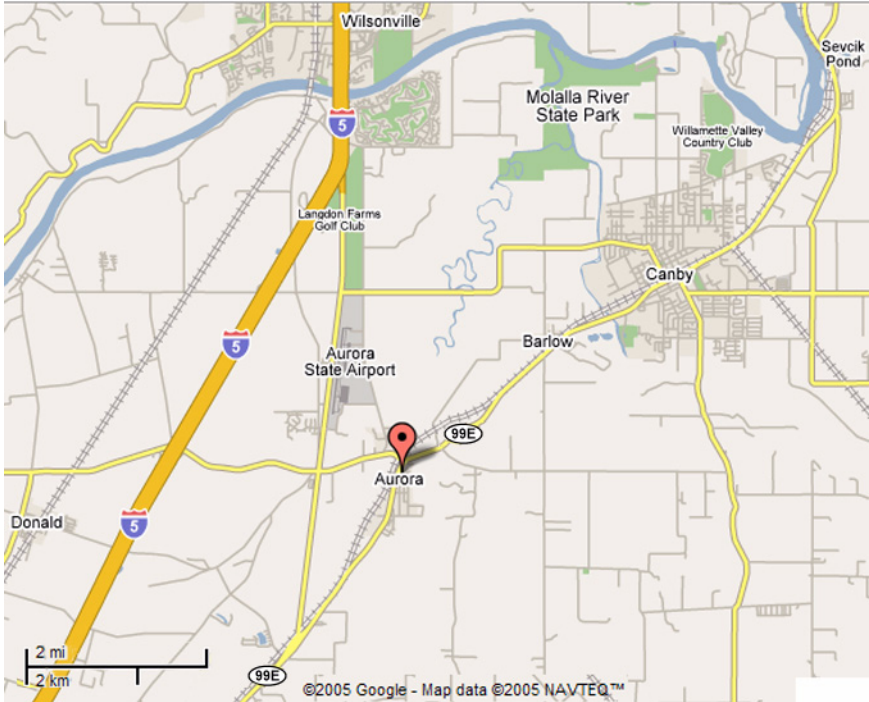 Wilsonville
Sevcik
Pond
Molalla River
State Park
5
Willamette Valley
Country Club
Langdon Farms
Golf Club
Canby
5
Barlow
Aurora
State Airport
99E
Aurora
Donald
5
2 mi
2 km
99E
©2005 Google - Map data ©2005 NAVTEQ™